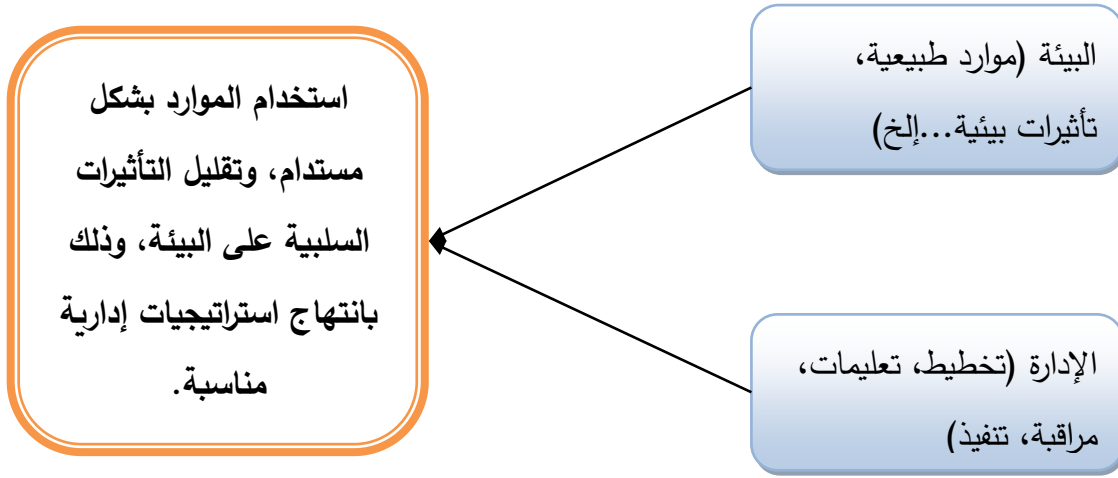 البيئة (موارد طبيعية،
تأثيرات بيئية...إلخ)
الإدارة (تخطيط، تعليمات،
مراقبة، تنفيذ)
استخدام الموارد بشكل
مستدام، وتقليل التأثيرات
السلبية على البيئة، وذلك
بانتهاج استراتيجيات إدارية
مناسبة.